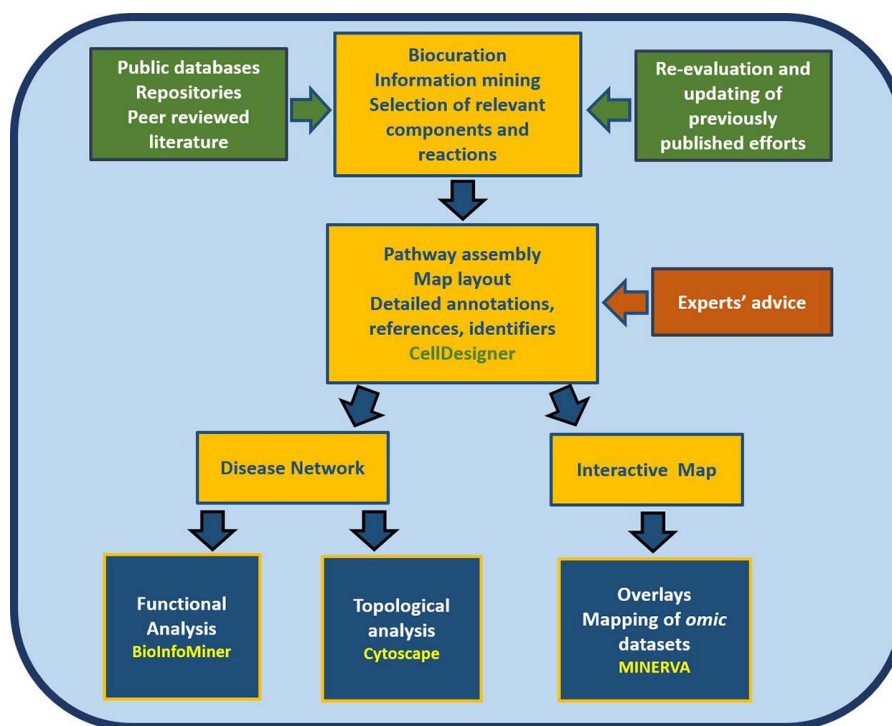 Public databases
Repositories
Peer reviewed
literature
Biocuration
Information mining
Selection of relevant
components and
reactions
Re-evaluation and
updating of
previously
published efforts
Pathway assembly
Map layout
Detailed annotations,
references, identifiers
CellDesigner
Experts’ advice
Disease Network
Interactive Map
Functional
Analysis
BioInfoMiner
Topological
analysis
Cytoscape
Overlays
Mapping of omic
datasets
MINERVA